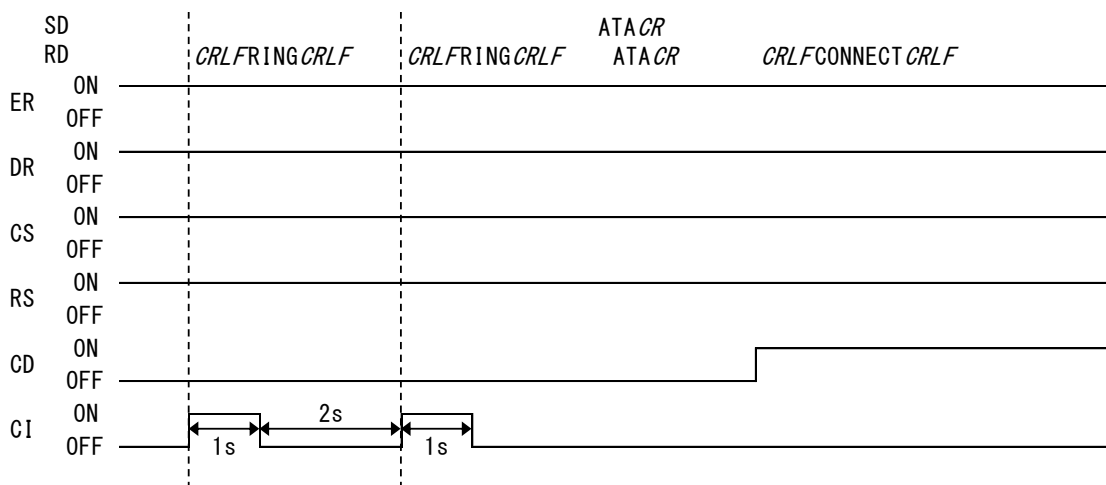 SD ATACR
RD CRLFRINGCRLF CRLFRINGCRLF ATACR CRLFCONNECTCRLF
ON
ER
OFF
ON
DR
OFF
ON
CS
OFF
ON
RS
OFF
ON
CD
OFF
ON 2s
CI
OFF 1s 1s